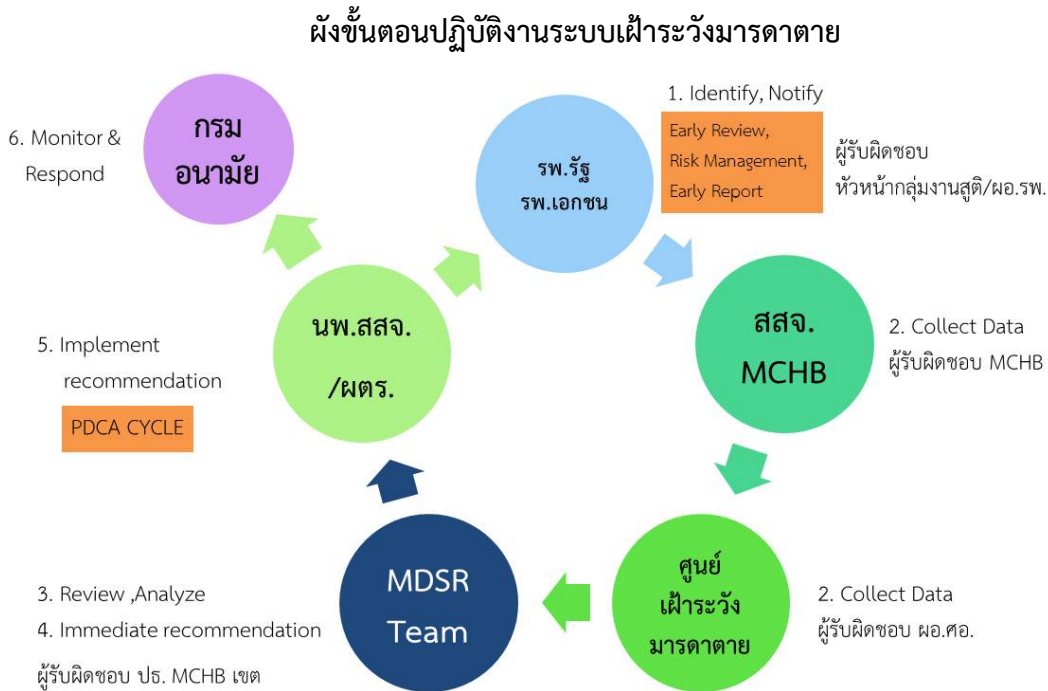 ผังขั้นตอนปฏิบัติงานระบบเฝ้าระวังมารดาตาย
1. Identify, Notify
Early Review,
Risk Management,
Early Report
ผู้รับผิดชอบ
หัวหน้ากลุ่มงานสูติ/ผอ.รพ.
รพ.รัฐ
รพ.เอกชน
สสจ.
MCHB
2. Collect Data
ผู้รับผิดชอบ MCHB
ศูนย์
เฝ้าระวัง
มารดาตาย
2. Collect Data
ผู้รับผิดชอบ ผอ.ศอ.
MDSR
Team
3. Review ,Analyze
4. Immediate recommendation
ผู้รับผิดชอบ ปธ. MCHB เขต
นพ.สสจ.
/ผตร.
5. Implement
recommendation
PDCA CYCLE
กรม
อนามัย
6. Monitor &
Respond